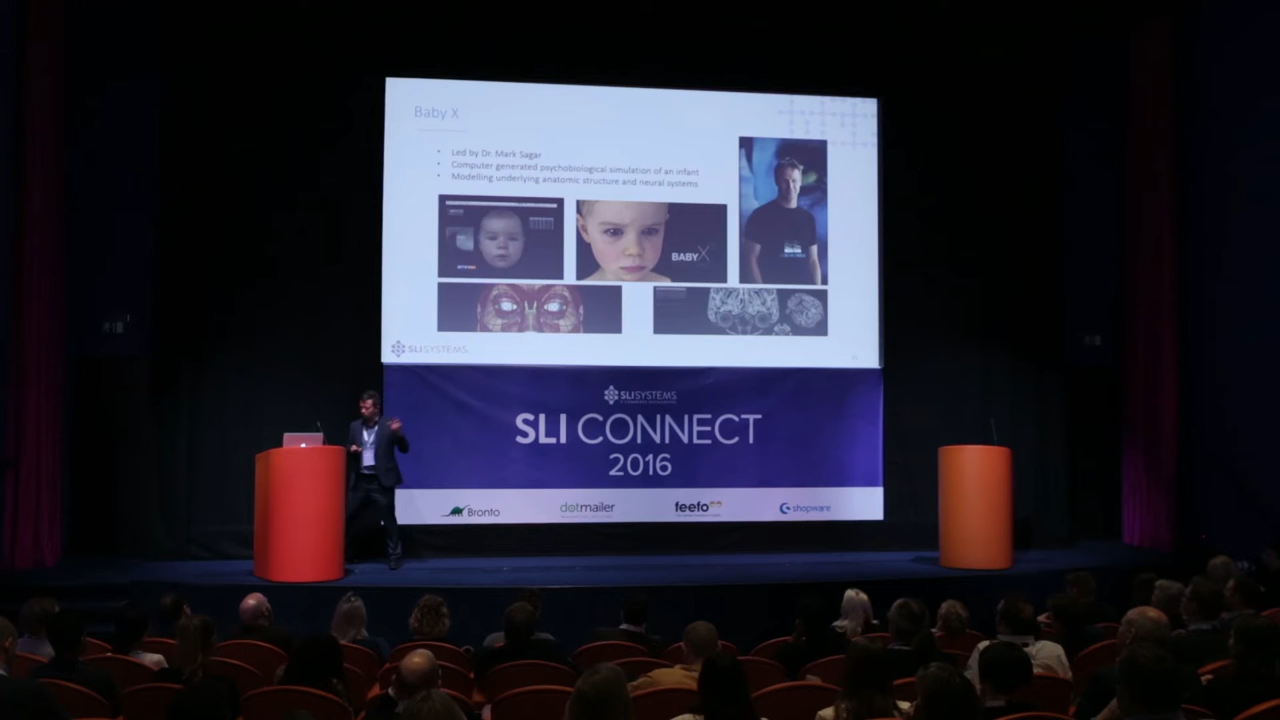 Baby X
• Led by Dr. Mark Sagar
• Computer generated psychobiological simulation of an infant
• Modelling underlying anatomic structure and neural systems
BABY X
SLI SYSTEMS
SLI SYSTEMS
SLI CONNECT
2016
Bronto
dotmailer
feefo
shopware